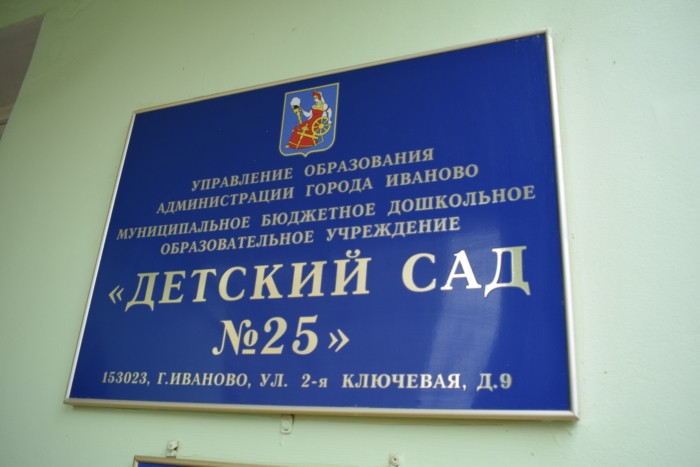 УПРАВЛЕНИЕ ОБРАЗОВАНИЯ
АДМИНИСТРАЦИИ ГОРОДА ИВАНОВО
МУНИЦИПАЛЬНОЕ БЮДЖЕТНОЕ ДОШКОЛЬНОЕ
ОБРАЗОВАТЕЛЬНОЕ УЧРЕЖДЕНИЕ
«ДЕТСКИЙ САД
№25»
153023, Г.ИВАНОВО, УЛ. 2-я КЛЮЧЕВАЯ, Д.9